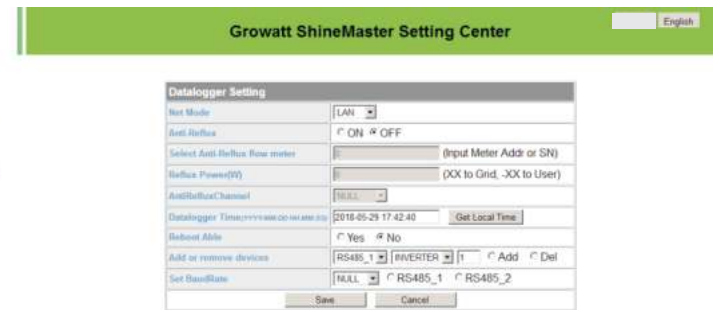 Growatt ShineMaster Setting Center
English
Datalogger Setting
Net Mode LAN
Anti-Reflux ON OFF
Select Anti-Reflux flow meter (Input Meter Addr or SN)
Reflux Power(W) (XX to Grid, -XX to User)
AntiRefluxChannel NULL
Datalogger Time 2018-05-29 17:42:40 Get Local Time
Reboot Able Yes No
Add or remove devices RS485_1 INVERTER 1 Add Del
Set BaudRate NULL RS485_1 RS485_2
Save Cancel